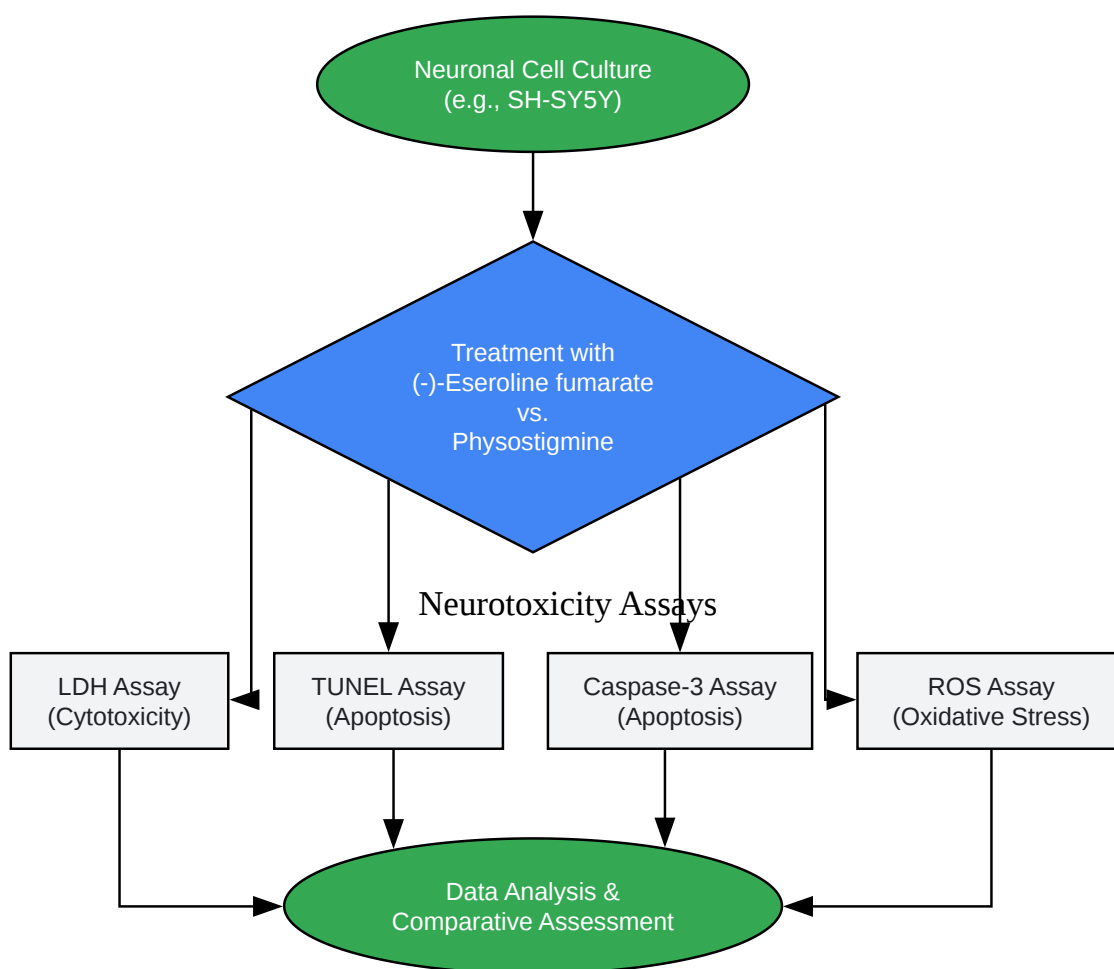 Neuronal Cell Culture
(e.g., SH-SY5Y)
Treatment with
(-)-Eseroline fumarate
vs.
Physostigmine
Neurotoxicity Assays
LDH Assay
(Cytotoxicity)
TUNEL Assay
(Apoptosis)
Caspase-3 Assay
(Apoptosis)
ROS Assay
(Oxidative Stress)
Data Analysis &
Comparative Assessment